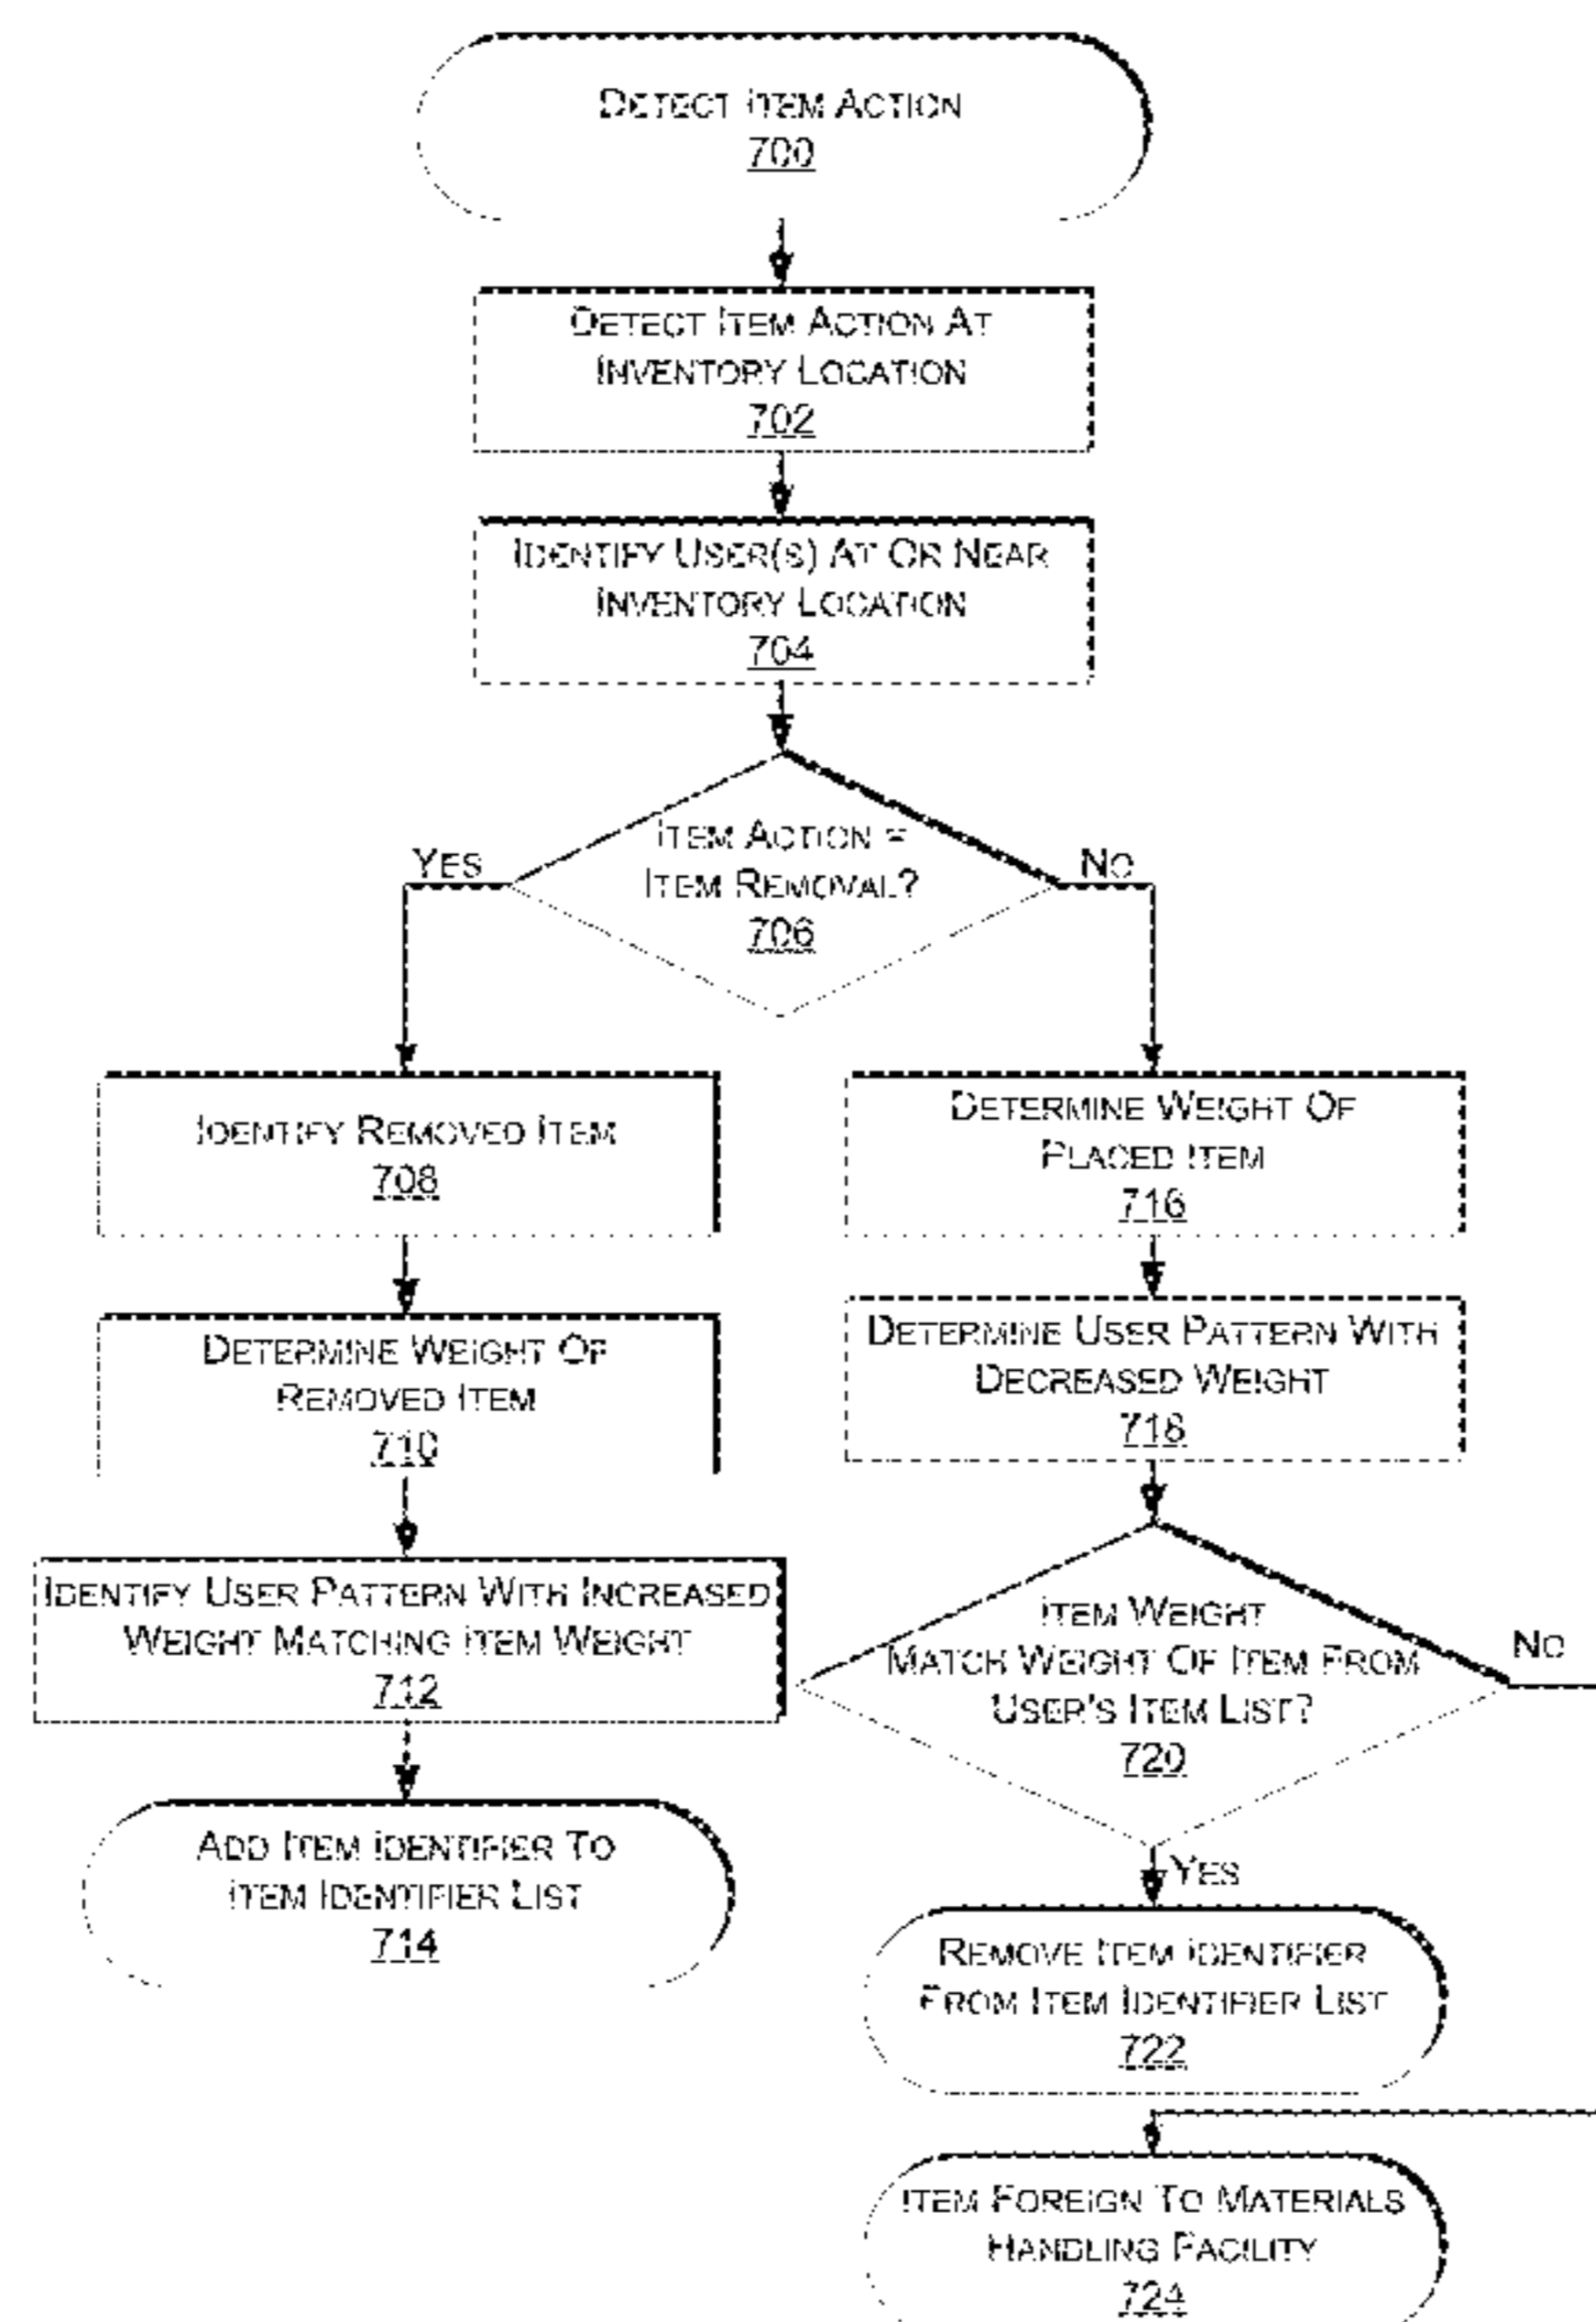 DETECT ITEM ACTION
700
DETECT ITEM ACTION AT
INVENTORY LOCATION
702
IDENTIFY USER(S) AT OR NEAR
INVENTORY LOCATION
704
ITEM ACTION =
ITEM REMOVAL?
706
YES
NO
IDENTIFY REMOVED ITEM
708
DETERMINE WEIGHT OF
REMOVED ITEM
710
IDENTIFY USER PATTERN WITH INCREASED
WEIGHT MATCHING ITEM WEIGHT
712
ADD ITEM IDENTIFIER TO
ITEM IDENTIFIER LIST
714
DETERMINE WEIGHT OF
PLACED ITEM
716
DETERMINE USER PATTERN WITH
DECREASED WEIGHT
718
ITEM WEIGHT
MATCH WEIGHT OF ITEM FROM
USER'S ITEM LIST?
720
NO
YES
REMOVE ITEM IDENTIFIER
FROM ITEM IDENTIFIER LIST
722
ITEM FOREIGN TO MATERIALS
HANDLING FACILITY
724